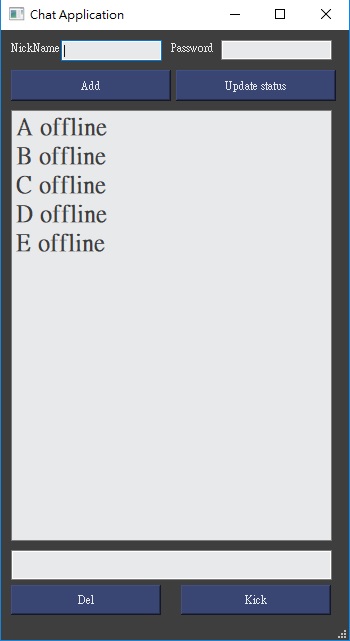 Chat Application
NickName Password
Add Update status
A offline
B offline
C offline
D offline
E offline
Del Kick